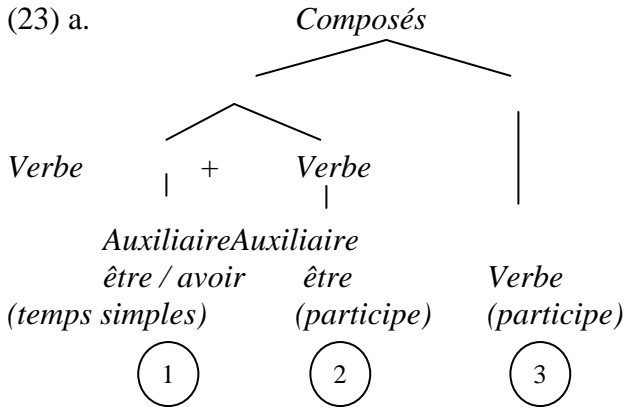 (23) a. Composés
Verbe + Verbe
AuxiliaireAuxiliaire
être / avoir être Verbe
(temps simples) (participe) (participe)
1 2 3